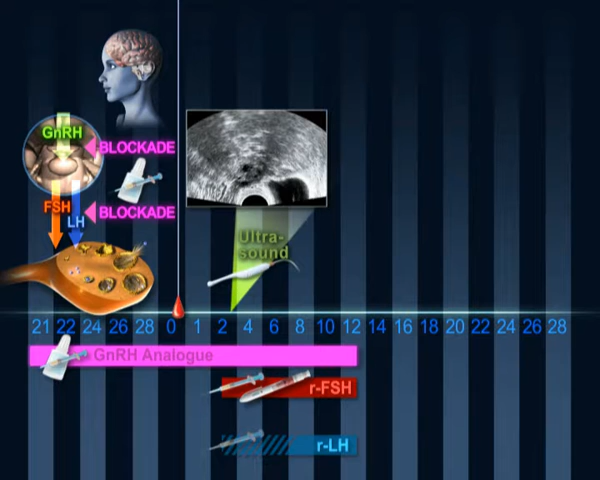 GnRH
BLOCKADE
FSH
LH
BLOCKADE
Ultra-
sound
21 22 24 26 28 0 1 2 4 6 8 10 12 14 16 18 20 22 24 26 28
GnRH Analogue
r-FSH
r-LH